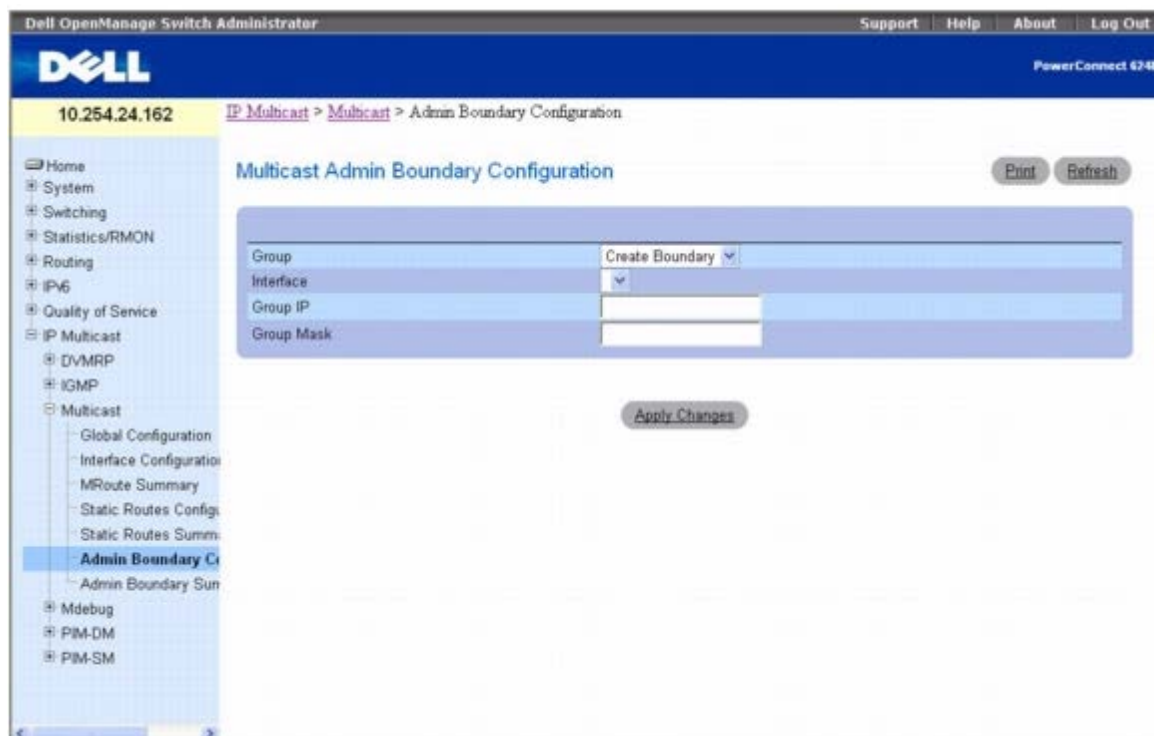 Dell OpenManage Switch Administrator
Support Help About Log Out
DELL
PowerConnect 624
10.254.24.162
IP Multicast > Multicast > Admin Boundary Configuration
Home
System
Switching
Statistics/RMON
Routing
IPv6
Quality of Service
IP Multicast
DVMRP
IGMP
Multicast
Global Configuration
Interface Configuration
MRoute Summary
Static Routes Config
Static Routes Summ
Admin Boundary C
Admin Boundary Sum
Mdebug
PIM-DM
PIM-SM
Multicast Admin Boundary Configuration
Print Refresh
Group Create Boundary
Interface
Group IP
Group Mask
Apply Changes